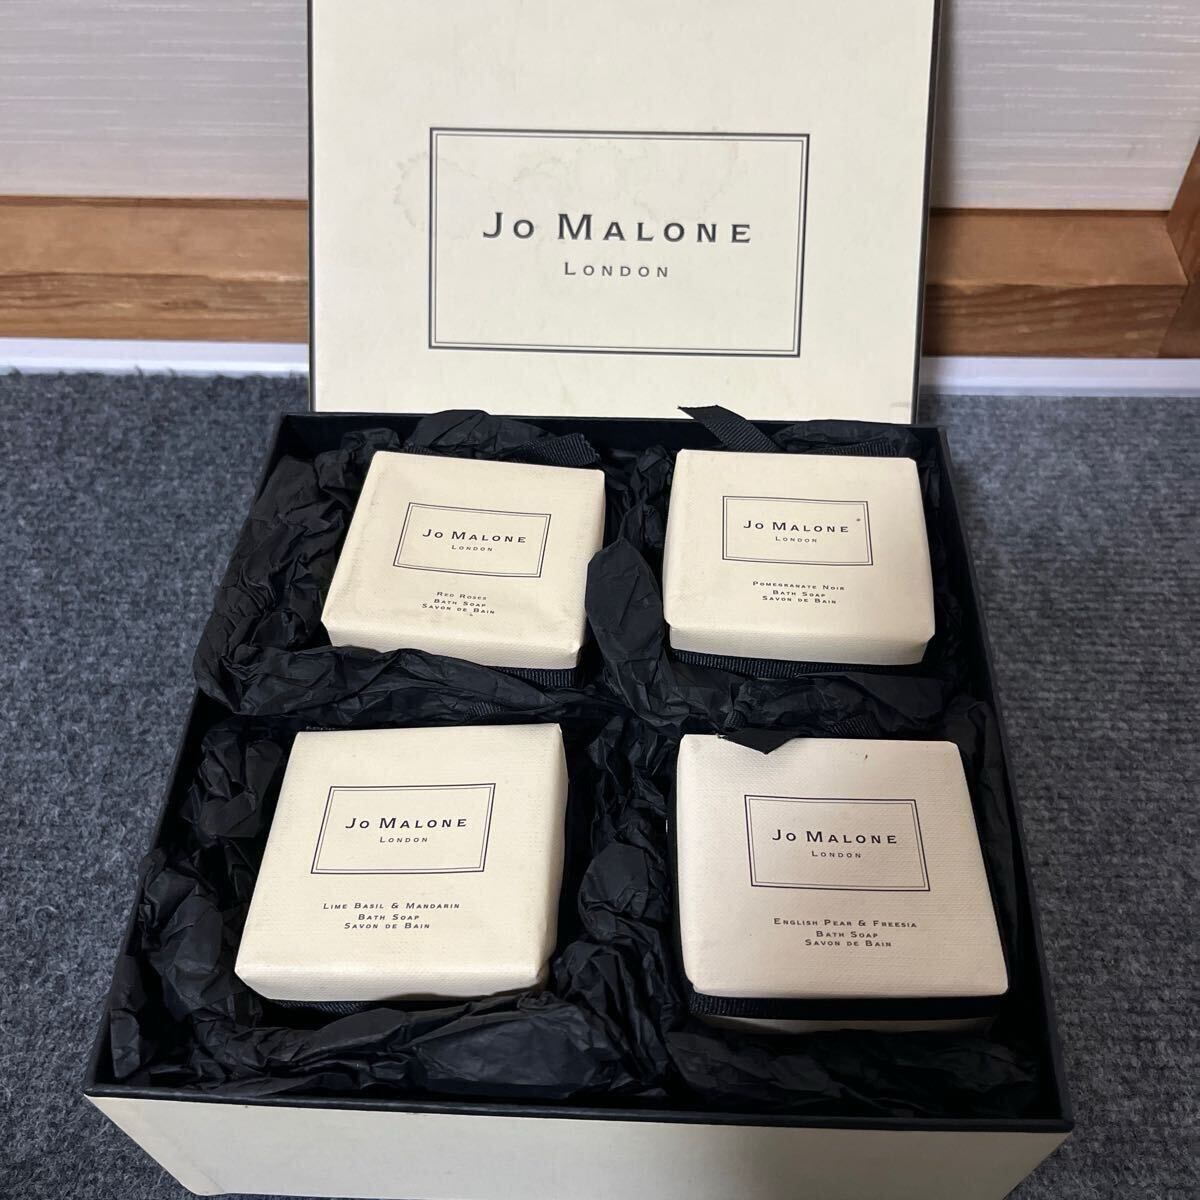 JO MALONE
LONDON
JO MALONE
LONDON
RED ROSES
BATH SOAP
SAVON DE BAIN
JO MALONE
LONDON
POMEGRANATE NOIR
BATH SOAP
SAVON DE BAIN
JO MALONE
LONDON
LIME BASIL & MANDARIN
BATH SOAP
SAVON DE BAIN
JO MALONE
LONDON
ENGLISH PEAR & FREESIA
BATH SOAP
SAVON DE BAIN